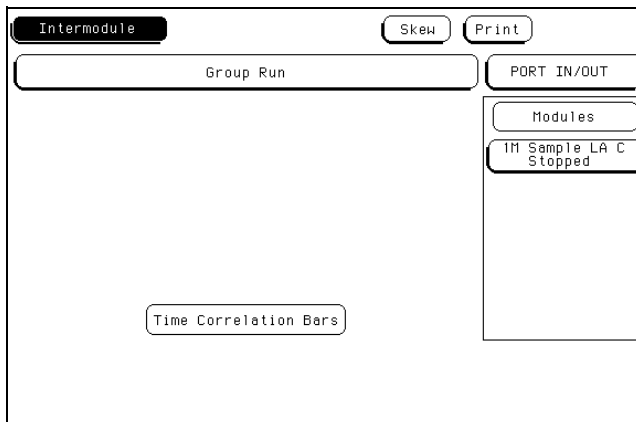 Intermodule
Skew
Print
Group Run
PORT IN/OUT
Modules
1M Sample LA C
Stopped
Time Correlation Bars